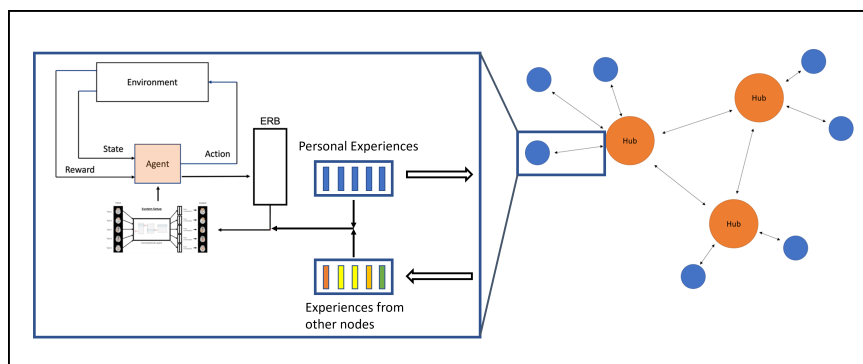 Environment
ERB
State
Action
Reward
Agent
Personal Experiences
Experiences from
other nodes
Hub
Hub
Hub